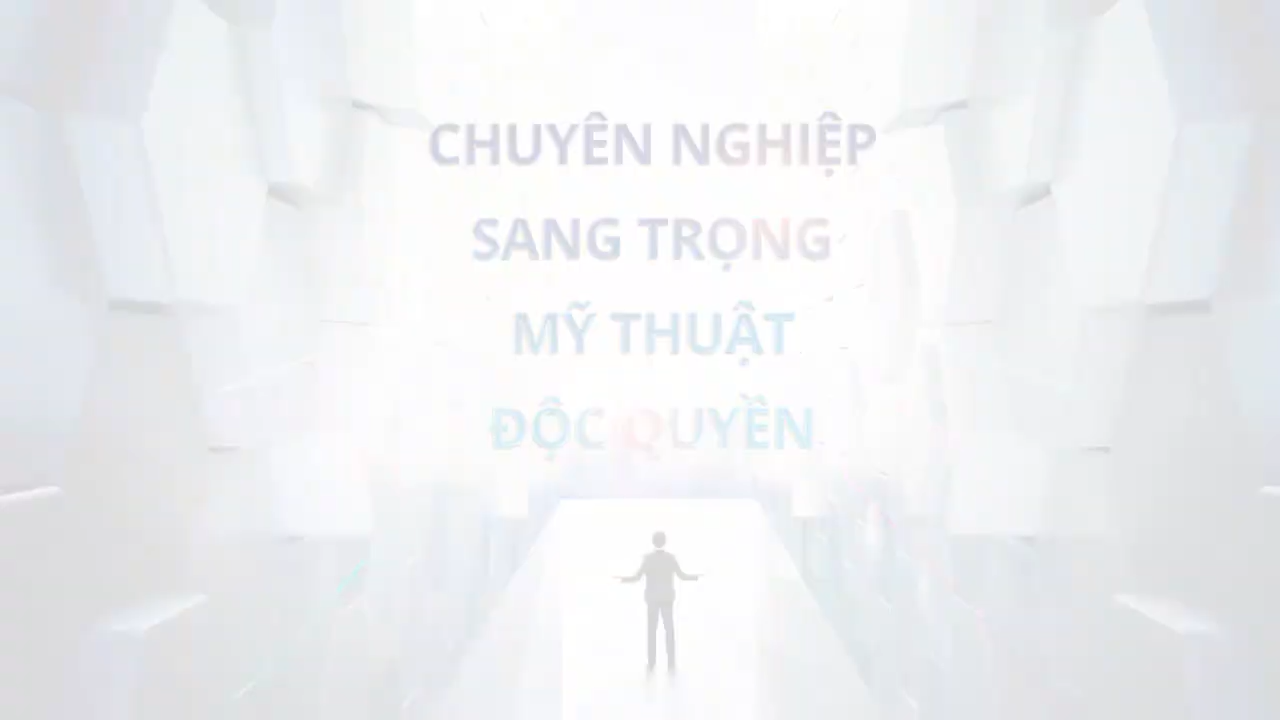 CHUYÊN NGHIỆP
SANG TRỌNG
MỸ THUẬT
ĐỘC QUYỀN